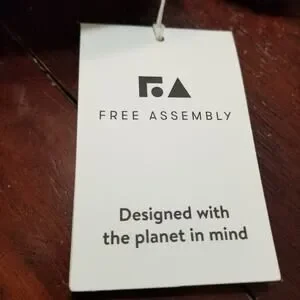 FREE ASSEMBLY
Designed with
the planet in mind